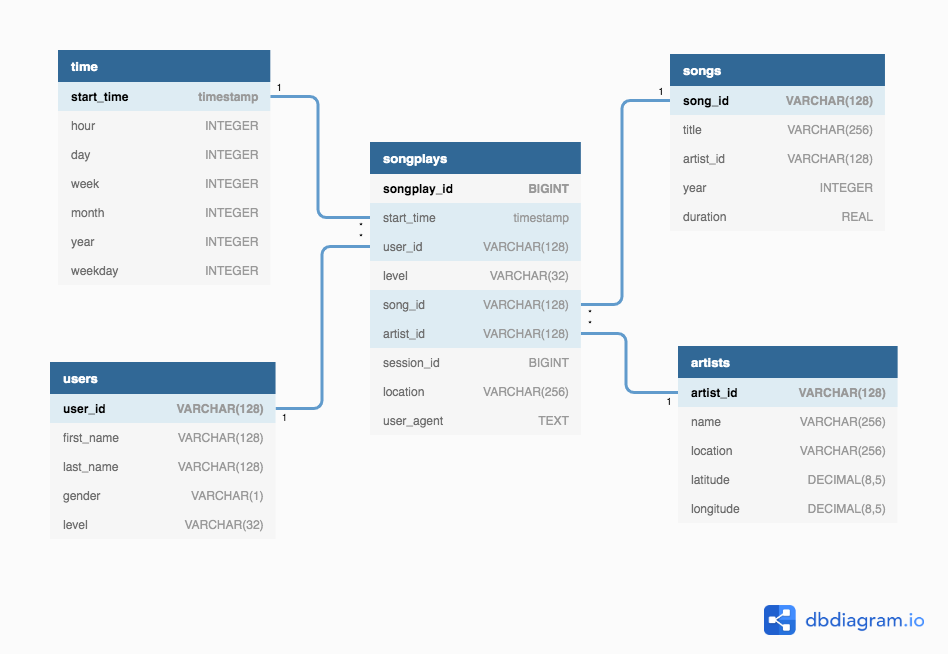 time
start_time timestamp
hour INTEGER
day INTEGER
week INTEGER
month INTEGER
year INTEGER
weekday INTEGER
1
users
user_id VARCHAR(128)
first_name VARCHAR(128)
last_name VARCHAR(128)
gender VARCHAR(1)
level VARCHAR(32)
1
songplays
songplay_id BIGINT
start_time timestamp
user_id VARCHAR(128)
level VARCHAR(32)
song_id VARCHAR(128)
artist_id VARCHAR(128)
session_id BIGINT
location VARCHAR(256)
user_agent TEXT
*
*
*
*
songs
song_id VARCHAR(128)
title VARCHAR(256)
artist_id VARCHAR(128)
year INTEGER
duration REAL
1
artists
artist_id VARCHAR(128)
name VARCHAR(256)
location VARCHAR(256)
latitude DECIMAL(8,5)
longitude DECIMAL(8,5)
1
dbdiagram.io